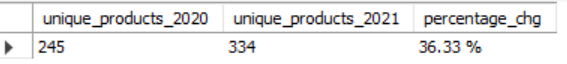 unique_products_2020 unique_products_2021 percentage_chg
245 334 36.33 %